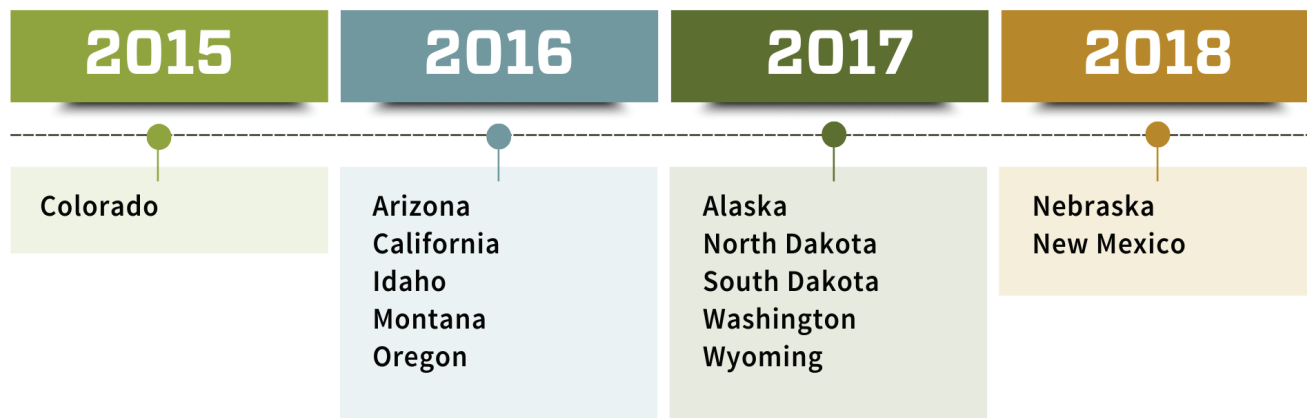 2015
Colorado
2016
Arizona
California
Idaho
Montana
Oregon
2017
Alaska
North Dakota
South Dakota
Washington
Wyoming
2018
Nebraska
New Mexico